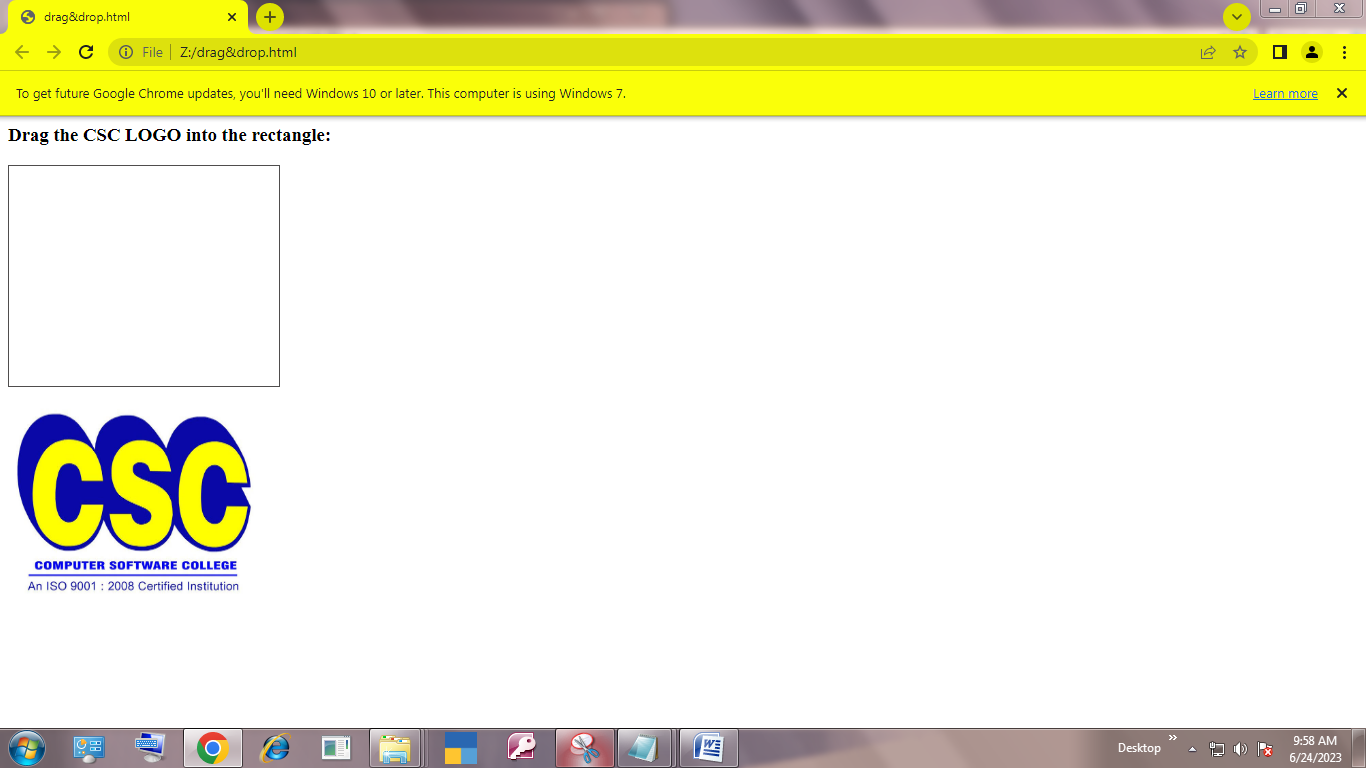 drag&drop.html
File Z:/drag&drop.html
To get future Google Chrome updates, you'll need Windows 10 or later. This computer is using Windows 7. Learn more
Drag the CSC LOGO into the rectangle:
CSC
COMPUTER SOFTWARE COLLEGE
An ISO 9001 : 2008 Certified Institution
Desktop
9:58 AM
6/24/2023